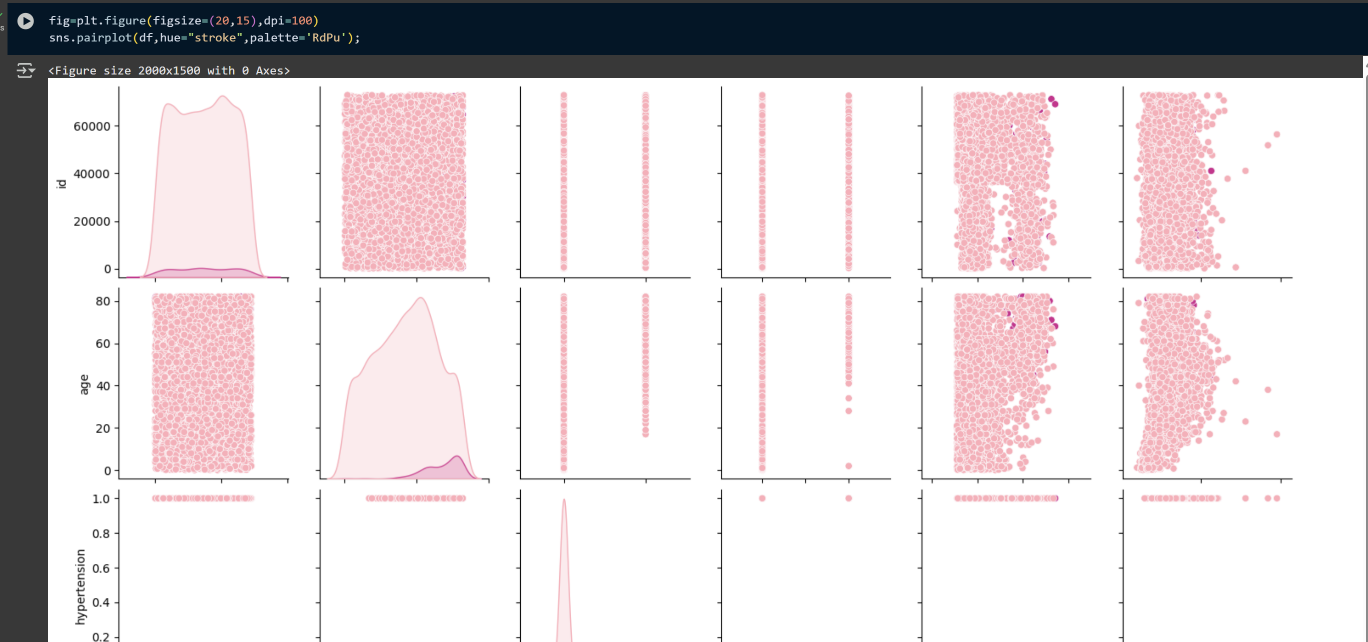 fig=plt.figure(figsize=(20,15),dpi=100)
s
sns.pairplot(df,hue="stroke",palette='RdPu');
<Figure size 2000x1500 with 0 Axes>
60000
40000
20000
0
id
80
60
40
20
0
age
1.0
0.8
0.6
0.4
0.2
hypertension